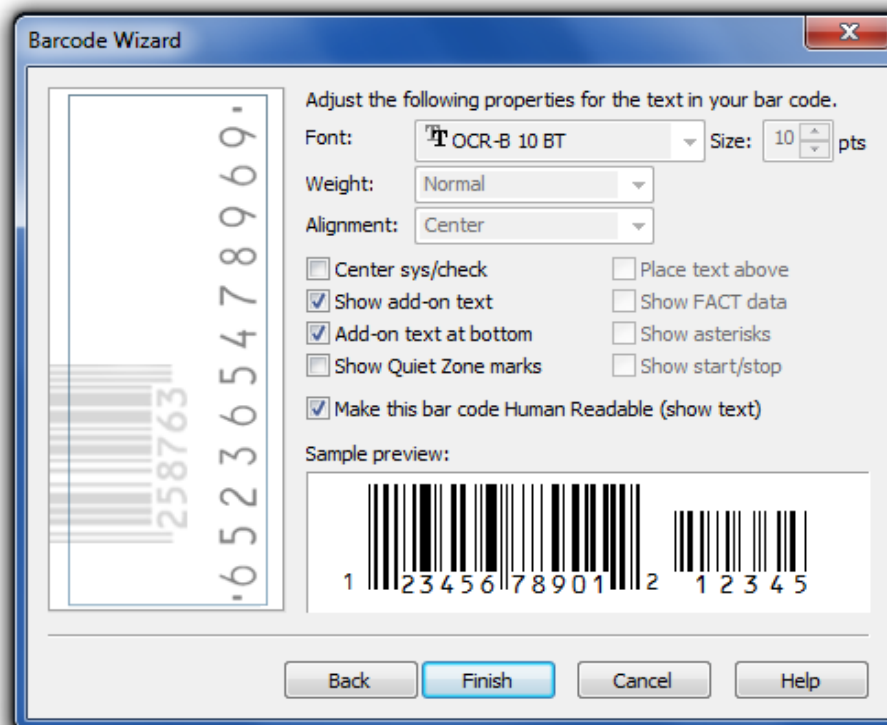 Barcode Wizard
Adjust the following properties for the text in your bar code.
Font: OCR-B 10 BT Size: 10 pts
Weight: Normal
Alignment: Center
Center sys/check Place text above
Show add-on text Show FACT data
Add-on text at bottom Show asterisks
Show Quiet Zone marks Show start/stop
Make this bar code Human Readable (show text)
Sample preview:
1 23456 78901 2 12345
258763
-6523654789 69-
Back Finish Cancel Help